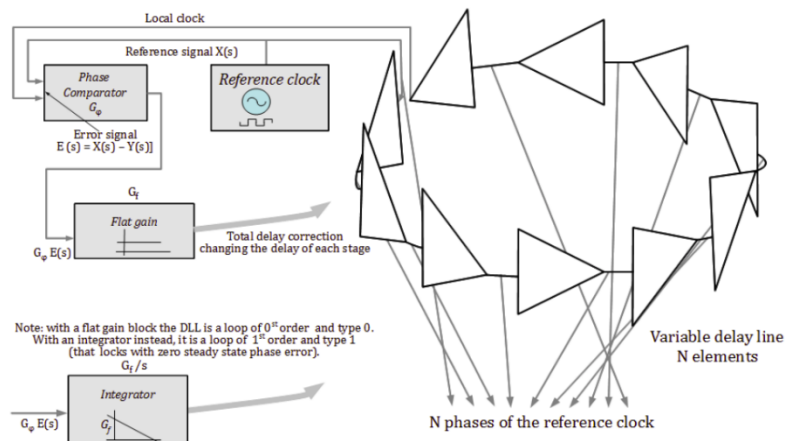 Local clock
Reference signal X(s)
Phase
Comparator
Gφ
Reference clock
Error signal
E (s) = X(s) – Y(s)]
Gf
Flat gain
Gφ E(s)
Total delay correction
changing the delay of each stage
Note: with a flat gain block the DLL is a loop of 0st order and type 0.
With an integrator instead, it is a loop of 1st order and type 1
(that locks with zero steady state phase error).
Gf /s
Integrator
Gf
Gφ E(s)
Variable delay line
N elements
N phases of the reference clock